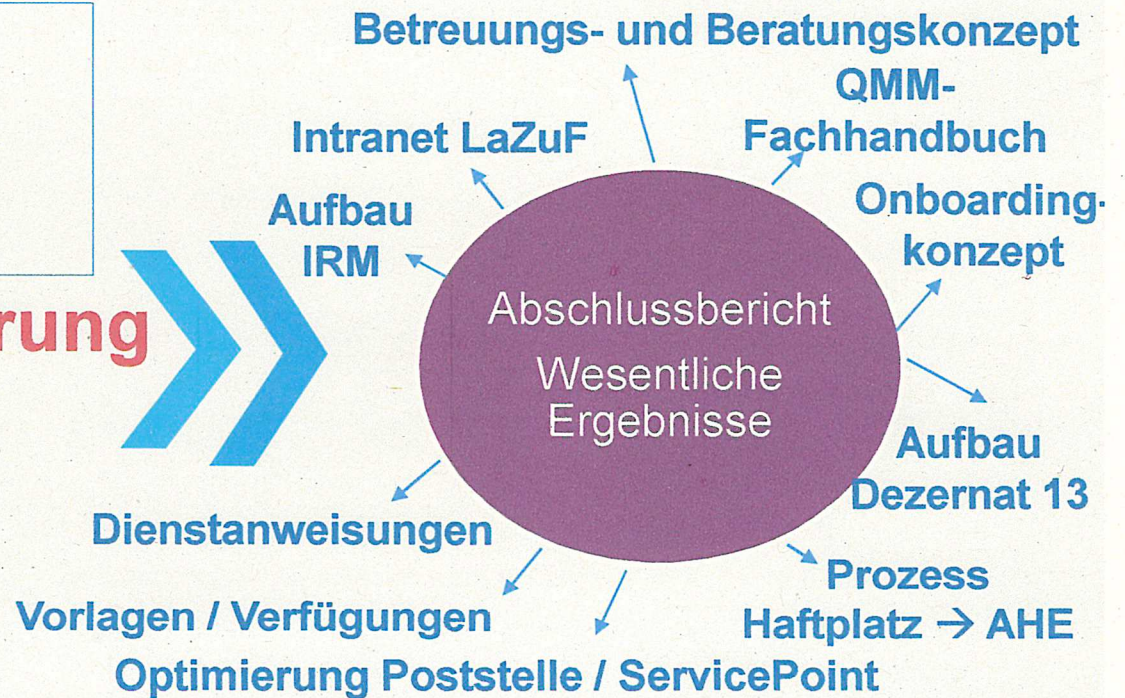 Betreuungs- und Beratungskonzept
QMM-
Fachhandbuch
Intranet LaZuF
Onboarding-
konzept
Aufbau
IRM
rung
Abschlussbericht
Wesentliche
Ergebnisse
Aufbau
Dezernat 13
Dienstanweisungen
Prozess
Haftplatz → AHE
Vorlagen / Verfügungen
Optimierung Poststelle / ServicePoint